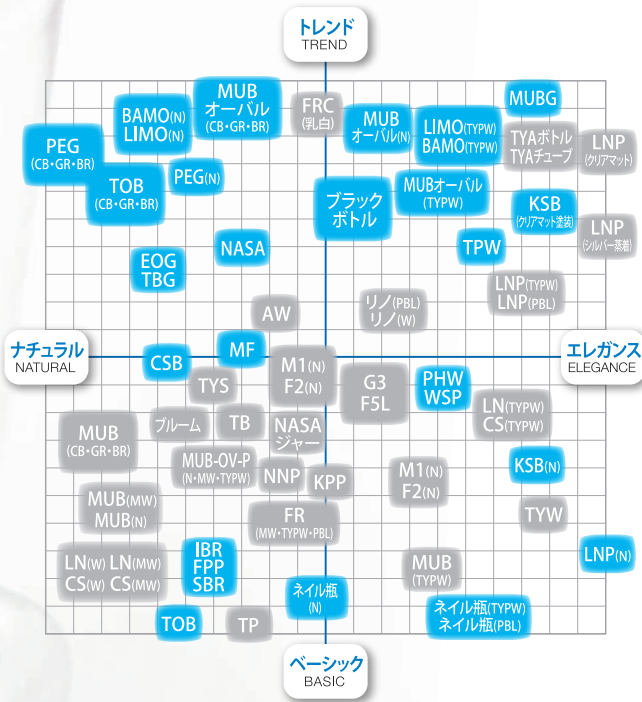 トレンド
TREND
MUB
オーバル
(CB・GR・BR)
BAMO(N)
LIMO(N)
FRC
(乳白)
MUB
オーバル(N)
LIMO(TYPW)
BAMO(TYPW)
MUBG
TYAボトル
TYAチューブ
LNP
(クリアマット)
PEG
(CB・GR・BR)
TOB
(CB・GR・BR)
PEG(N)
ブラック
ボトル
MUBオーバル
(TYPW)
KSB
(クリアマット塗装)
LNP
(シルバー蒸着)
NASA
TPW
EOG
TBG
LNP(TYPW)
LNP(PBL)
AW
リノ(PBL)
リノ(W)
ナチュラル
NATURAL
エレガンス
ELEGANCE
CSB
MF
M1(N)
F2(N)
TYS
G3
F5L
PHW
WSP
LN(TYPW)
CS(TYPW)
MUB
(CB・GR・BR)
ブルーム
TB
NASA
ジャー
MUB-OV-P
(N・MW・TYPW)
NNP
KPP
M1(N)
F2(N)
KSB(N)
MUB(MW)
MUB(N)
FR
(MW・TYPW・PBL)
TYW
LN(W) LN(MW)
CS(W) CS(MW)
IBR
FPP
SBR
MUB
(TYPW)
LNP(N)
ネイル瓶
(N)
TOB
TP
ネイル瓶(TYPW)
ネイル瓶(PBL)
ベーシック
BASIC